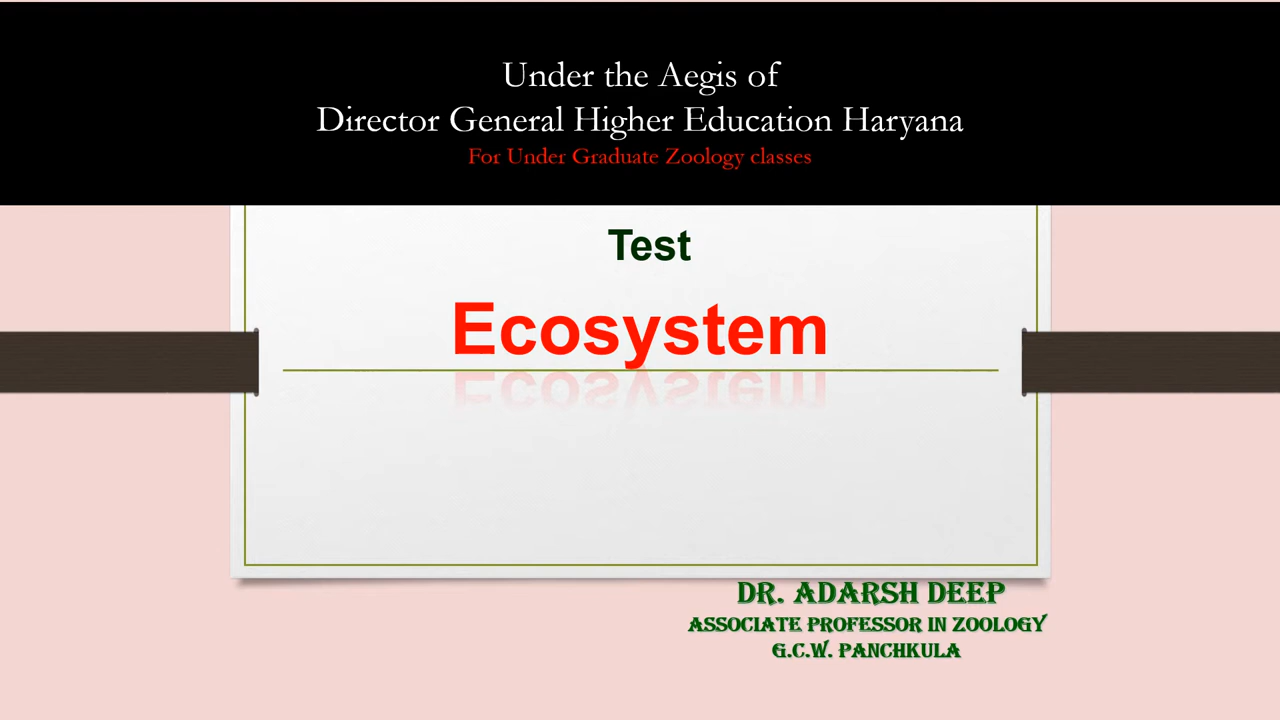 Under the Aegis of
Director General Higher Education Haryana
For Under Graduate Zoology classes
Test
Ecosystem
DR. ADARSH DEEP
ASSOCIATE PROFESSOR IN ZOOLOGY
G.C.W. PANCHKULA